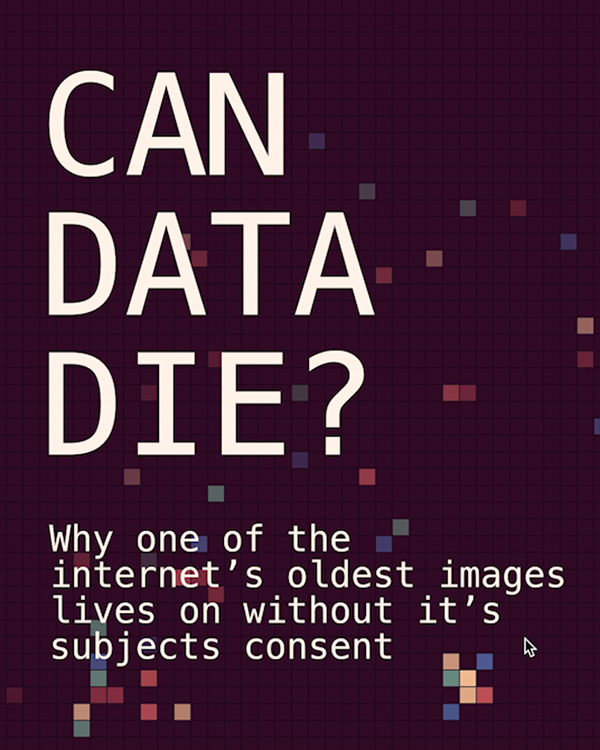 CAN
DATA
DIE?
Why one of the
internet’s oldest images
lives on without it’s
subjects consent